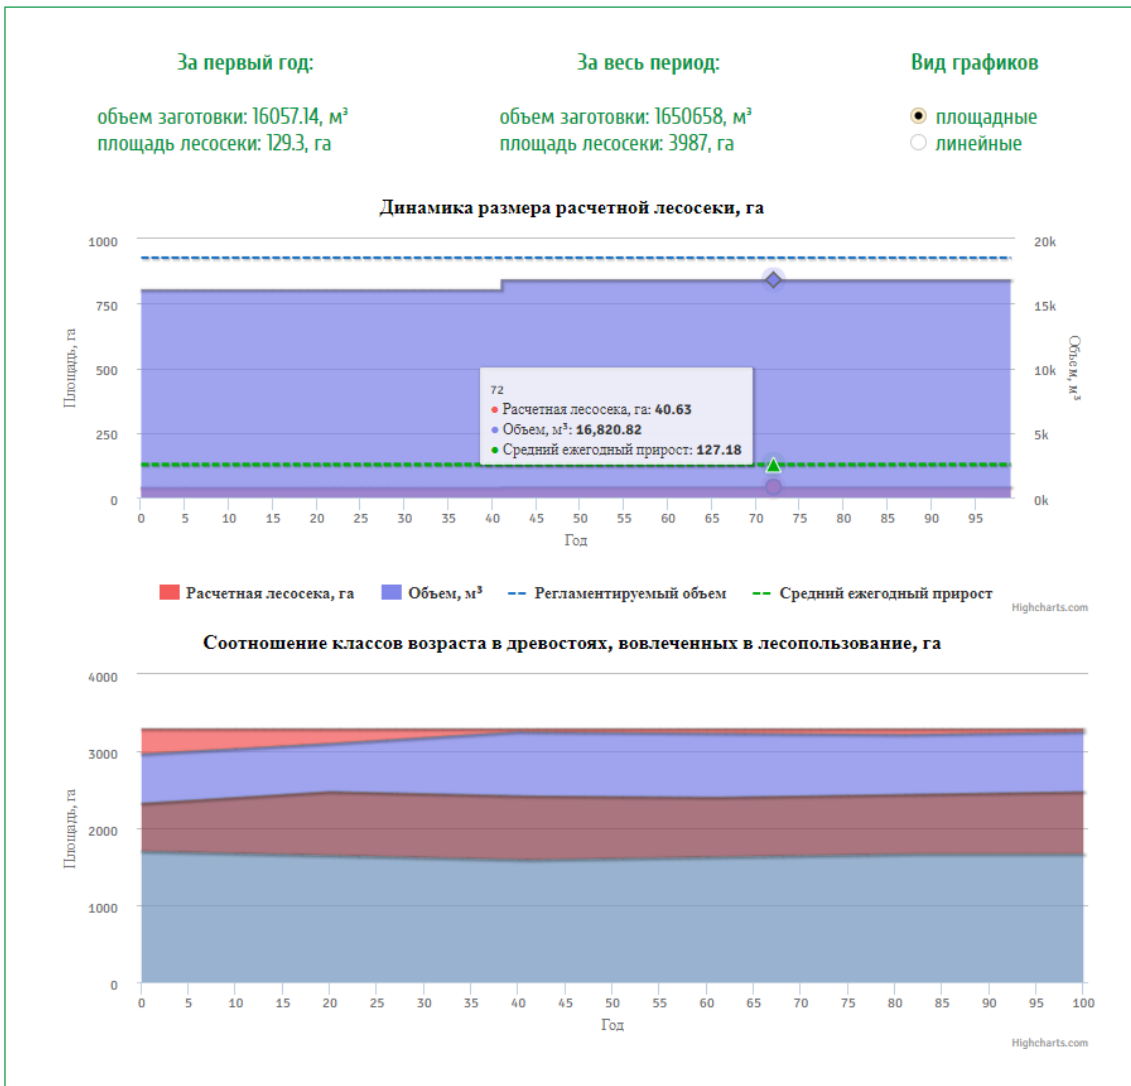 За первый год:
За весь период:
Вид графиков
объем заготовки: 16057.14, м³
объем заготовки: 1650658, м³
площадные
площадь лесосеки: 129.3, га
площадь лесосеки: 3987, га
линейные
Динамика размера расчетной лесосеки, га
1000
750
500
250
0
Площадь, га
20k
15k
10k
5k
0k
Объем, м³
72
Расчетная лесосека, га: 40.63
Объем, м³: 16,820.82
Средний ежегодный прирост: 127.18
0 5 10 15 20 25 30 35 40 45 50 55 60 65 70 75 80 85 90 95
Год
Расчетная лесосека, га Объем, м³ Регламентируемый объем Средний ежегодный прирост
Highcharts.com
Соотношение классов возраста в древостоях, вовлеченных в лесопользование, га
4000
3000
2000
1000
0
Площадь, га
0 5 10 15 20 25 30 35 40 45 50 55 60 65 70 75 80 85 90 95 100
Год
Highcharts.com